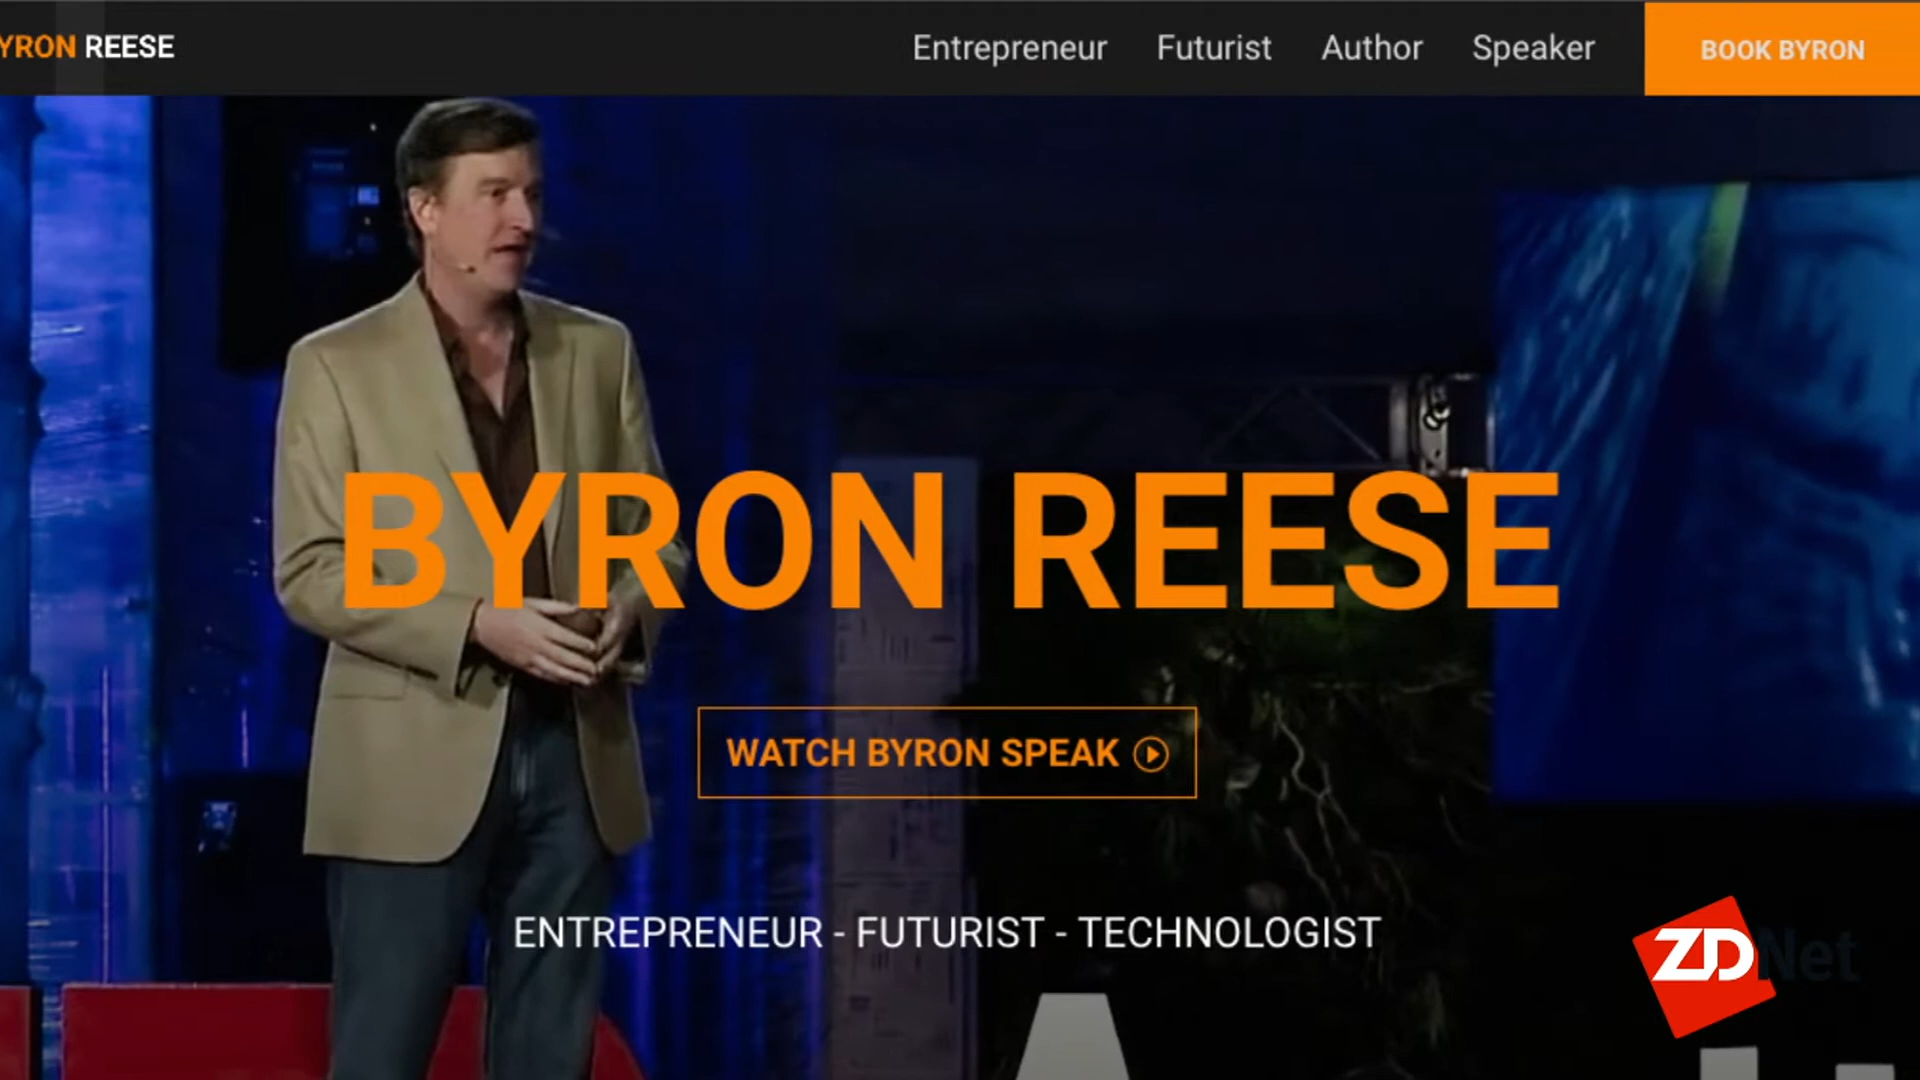 YRON REESE
Entrepreneur
Futurist
Author
Speaker
BOOK BYRON
BYRON REESE
WATCH BYRON SPEAK
ENTREPRENEUR - FUTURIST - TECHNOLOGIST
ZDNet
A